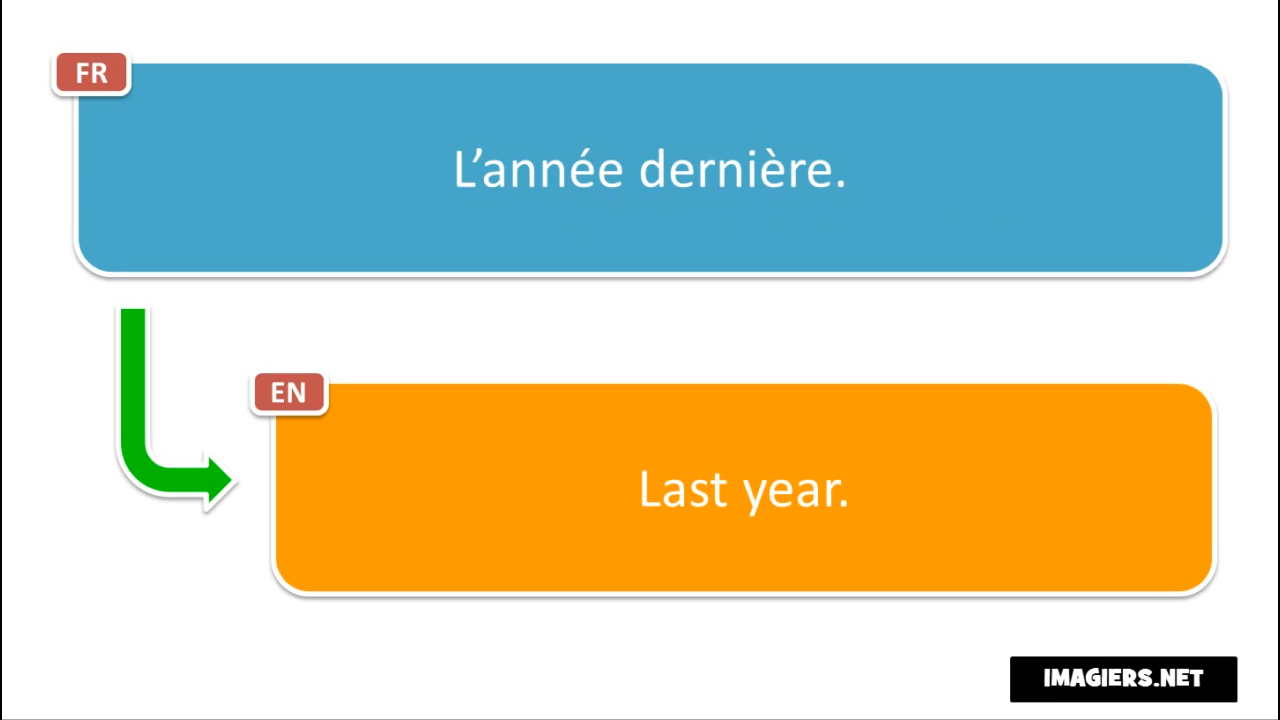 FR
L’année dernière.
EN
Last year.
IMAGIERS.NET